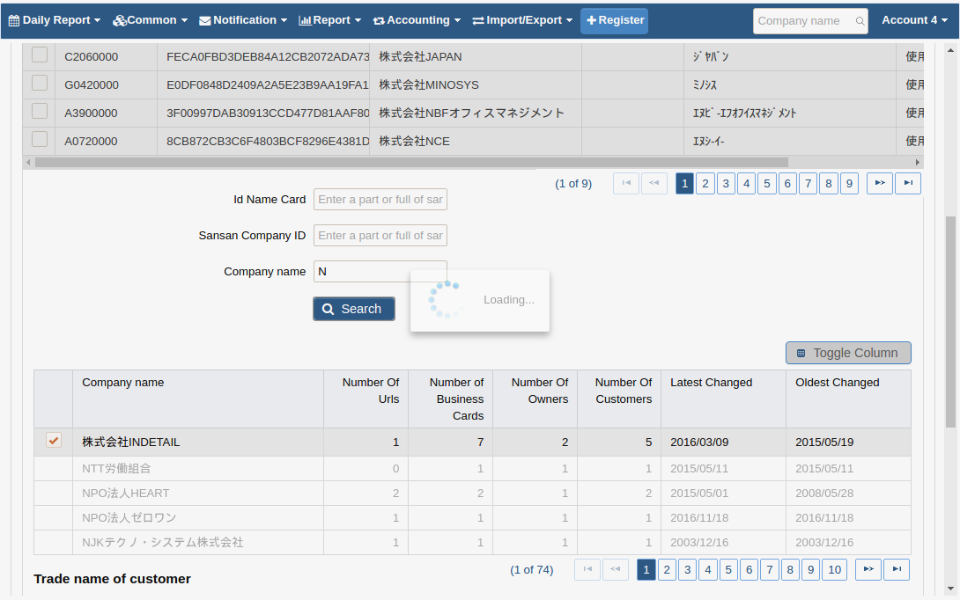 Daily Report Common Notification Report Accounting Import/Export Register Company name Account 4
C2060000 FECA0FBD3DEB84A12CB2072ADA73 株式会社JAPAN ｼﾞﾔﾊﾟﾝ 使用
G0420000 E0DF0848D2409A2A5E23B9AA19FA1 株式会社MINOSYS ﾐﾉｼｽ 使用
A3900000 3F00997DAB30913CCD477D81AAF80 株式会社NBFオフィスマネジメント ｴﾇﾋﾞ-ｴﾌｵﾌｲｽﾏﾈｼﾞﾒﾝﾄ 使用
A0720000 8CB872CB3C6F4803BCF8296E4381D 株式会社NCE ｴﾇｼ-ｲ- 使用
(1 of 9) 1 2 3 4 5 6 7 8 9
Id Name Card Enter a part or full of sar
Sansan Company ID Enter a part or full of sar
Company name N
Loading...
Search
Toggle Column
Company name Number Of Urls Number of Business Cards Number Of Owners Number Of Customers Latest Changed Oldest Changed
株式会社INDETAIL 1 7 2 5 2016/03/09 2015/05/19
NTT労働組合 0 1 1 1 2015/05/11 2015/05/11
NPO法人HEART 2 2 1 2 2015/05/01 2008/05/28
NPO法人ゼロワン 1 1 1 1 2016/11/18 2016/11/18
NJKテクノ・システム株式会社 1 1 1 1 2003/12/16 2003/12/16
(1 of 74) 1 2 3 4 5 6 7 8 9 10
Trade name of customer